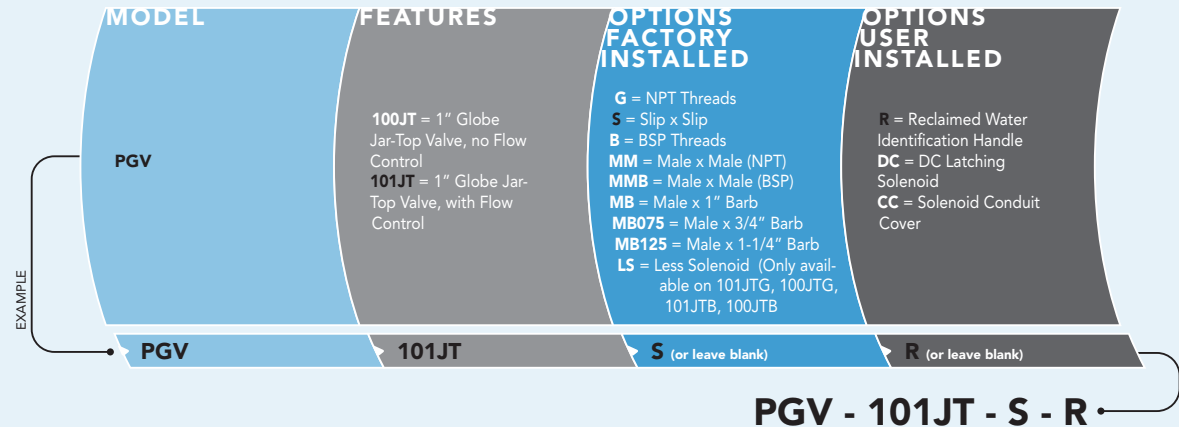 MODEL
FEATURES
OPTIONS
FACTORY
INSTALLED
OPTIONS
USER
INSTALLED
PGV
100JT = 1” Globe
Jar-Top Valve, no Flow
Control
101JT = 1” Globe Jar-
Top Valve, with Flow
Control
G = NPT Threads
S = Slip x Slip
B = BSP Threads
MM = Male x Male (NPT)
MMB = Male x Male (BSP)
MB = Male x 1” Barb
MB075 = Male x 3/4” Barb
MB125 = Male x 1-1/4” Barb
LS = Less Solenoid (Only avail-
able on 101JTG, 100JTG,
101JTB, 100JTB
R = Reclaimed Water
Identification Handle
DC = DC Latching
Solenoid
CC = Solenoid Conduit
Cover
EXAMPLE
PGV
101JT
S (or leave blank)
R (or leave blank)
PGV - 101JT - S - R